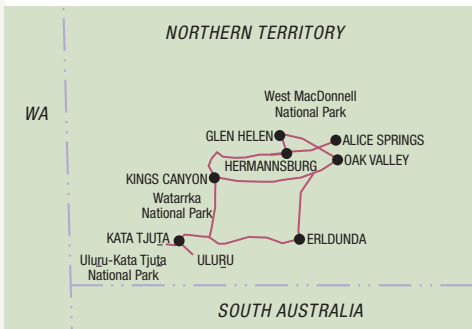 NORTHERN TERRITORY
West MacDonnell
National Park
WA
GLEN HELEN
ALICE SPRINGS
OAK VALLEY
HERMANNSBURG
KINGS CANYON
Watarrka
National Park
KATA TJUṮA
ERLDUNDA
Uluṟu-Kata Tjuṯa
National Park
ULUṞU
SOUTH AUSTRALIA